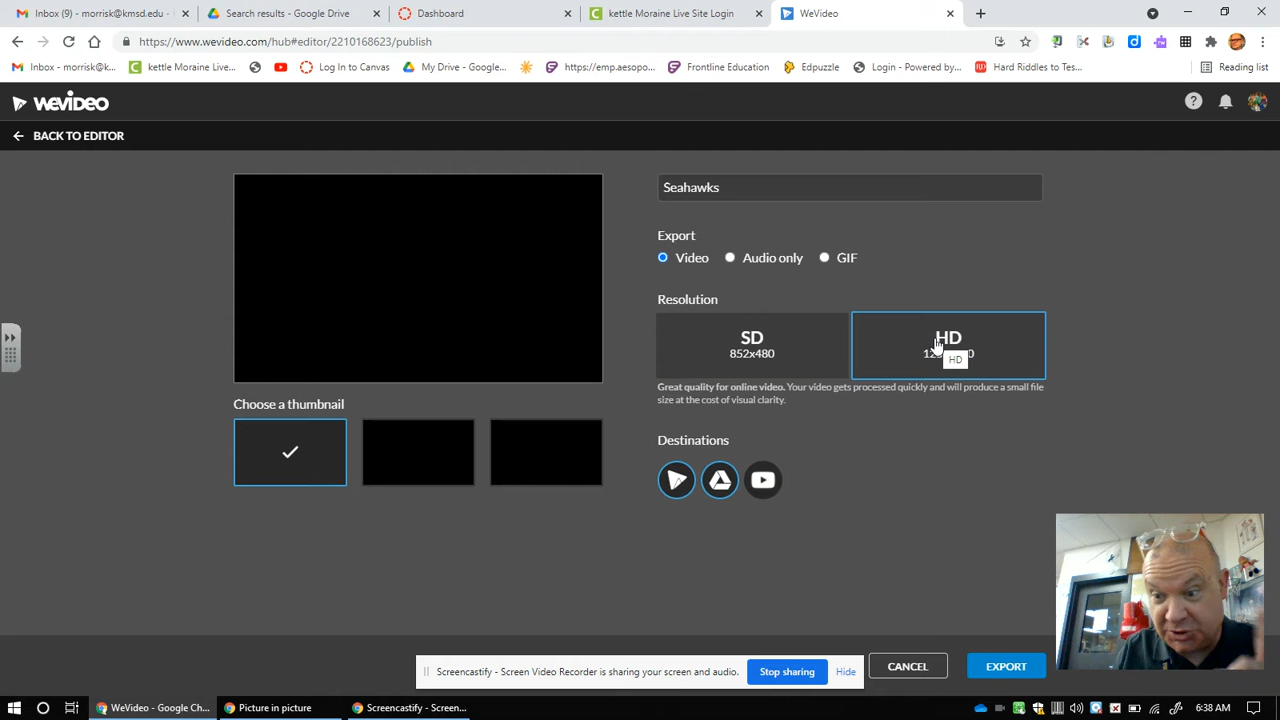 Inbox (9) - morrisk@kmsd.edu -
Search results - Google Drive
Dashboard
kettle Moraine Live Site Login
WeVideo
https://www.wevideo.com/hub#editor/2210168623/publish
Inbox - morrisk@k...
kettle Moraine Live...
Log In to Canvas
My Drive - Google...
https://emp.aesopo...
Frontline Education
Edpuzzle
Login - Powered by...
Hard Riddles to Tes...
Reading list
WEVIDEO
BACK TO EDITOR
Seahawks
Export
Video
Audio only
GIF
Resolution
SD
852x480
HD
HD
Great quality for online video. Your video gets processed quickly and will produce a small file
size at the cost of visual clarity.
Choose a thumbnail
Destinations
Screencastify - Screen Video Recorder is sharing your screen and audio.
Stop sharing
Hide
CANCEL
EXPORT
WeVideo - Google Ch...
Picture in picture
Screencastify - Screen...
6:38 AM